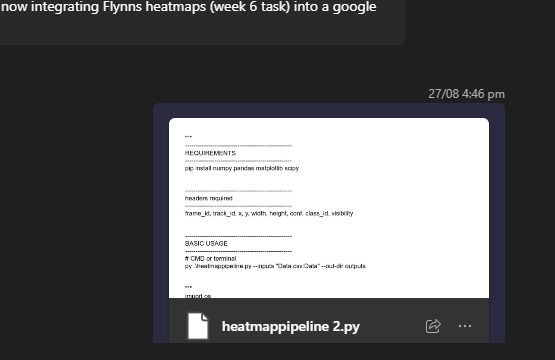 now integrating Flynns heatmaps (week 6 task) into a google
27/08 4:46 pm
"""
----------------------------------------------------
REQUIREMENTS
----------------------------------------------------
pip install numpy pandas matplotlib scipy
----------------------------------------------------
headers required
----------------------------------------------------
frame_id, track_id, x, y, width, height, conf, class_id, visibility
----------------------------------------------------
BASIC USAGE
----------------------------------------------------
# CMD or terminal
py .\heatmappipeline.py --inputs "Data.csv:Data" --out-dir outputs
"""
import os
heatmappipeline 2.py